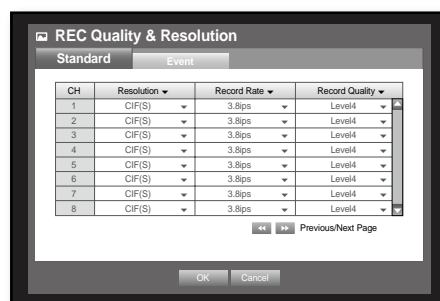 REC Quality & Resolution
Standard Event
CH Resolution Record Rate Record Quality
1 CIF(S) 3.8ips Level4
2 CIF(S) 3.8ips Level4
3 CIF(S) 3.8ips Level4
4 CIF(S) 3.8ips Level4
5 CIF(S) 3.8ips Level4
6 CIF(S) 3.8ips Level4
7 CIF(S) 3.8ips Level4
8 CIF(S) 3.8ips Level4
Previous/Next Page
OK Cancel